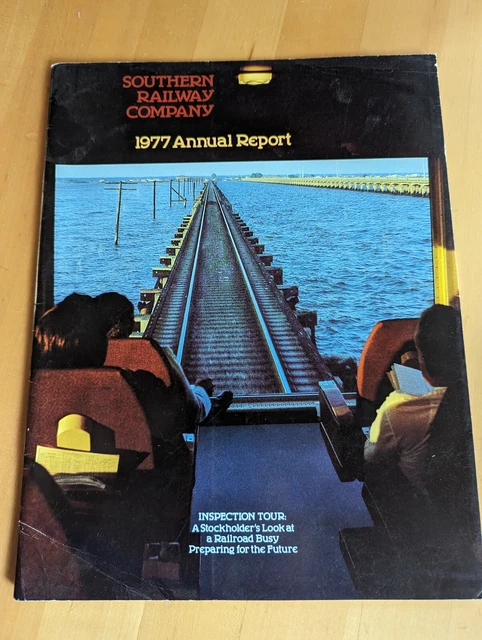 SOUTHERN
RAILWAY
COMPANY
1977 Annual Report
INSPECTION TOUR:
A Stockholder's Look at
a Railroad Busy
Preparing for the Future